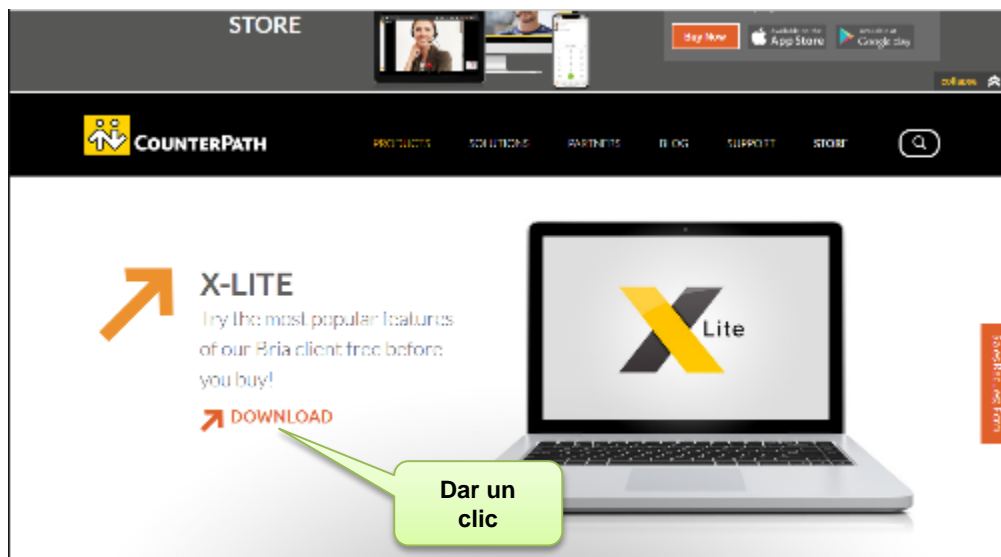 STORE
Buy Now
App Store
Google play
collapse
COUNTERPATH
PRODUCTS SOLUTIONS PARTNERS BLOG SUPPORT STORE
X-LITE
Try the most popular features
of our Bria client free before
you buy!
DOWNLOAD
X Lite
Dar un
clic